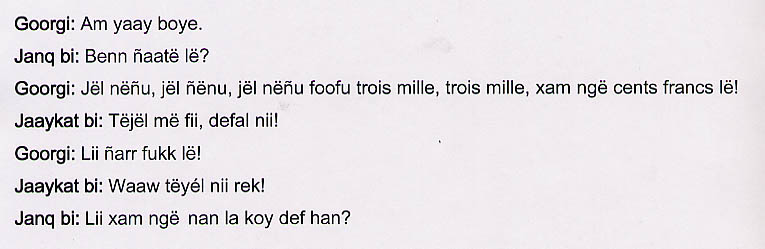 Goorgi: Am yaay boye.
Janq bi: Benn ñaatë lë?
Goorgi: Jël nëñu, jël ñënu, jël nëñu foofu trois mille, trois mille, xam ngë cents francs lë!
Jaaykat bi: Tëjël më fii, defal nii!
Goorgi: Lii ñarr fukk lë!
Jaaykat bi: Waaw tëyél nii rek!
Janq bi: Lii xam ngë nan la koy def han?